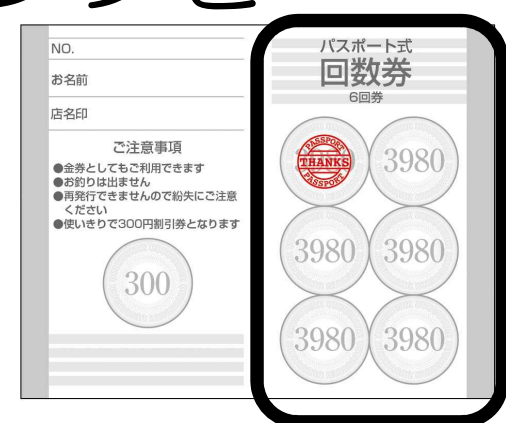 NO.
お名前
店名印
ご注意事項
●金券としてもご利用できます
●お釣りは出ません
●再発行できませんので紛失にご注意
ください
●使いきりで300円割引券となります
300
パスポート式
回数券
6回券
PASSPORT
THANKS
PASSPORT
3980
3980 3980
3980 3980